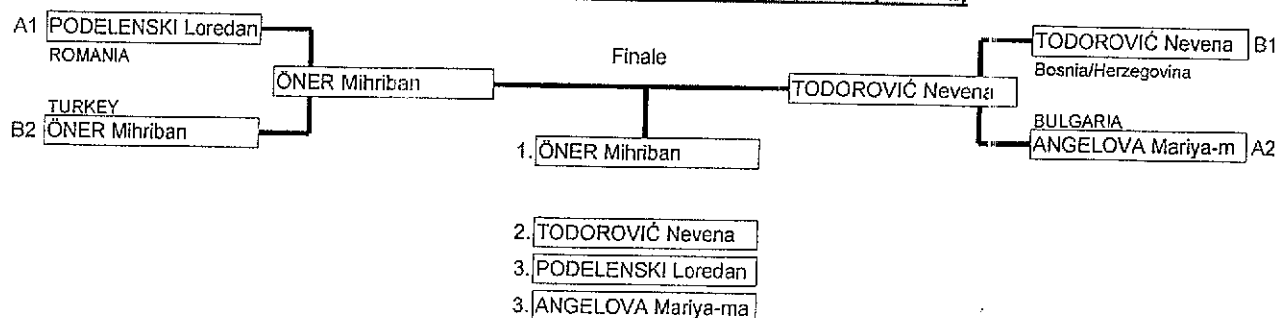 A1 PODELENSKI Loredan
ROMANIA
ÖNER Mihriban
TURKEY
B2 ÖNER Mihriban
Finale
TODOROVIĆ Nevena B1
Bosnia/Herzegovina
TODOROVIĆ Nevena
BULGARIA
ANGELOVA Mariya-m A2
1. ÖNER Mihriban
2. TODOROVIĆ Nevena
3. PODELENSKI Loredan
3. ANGELOVA Mariya-ma